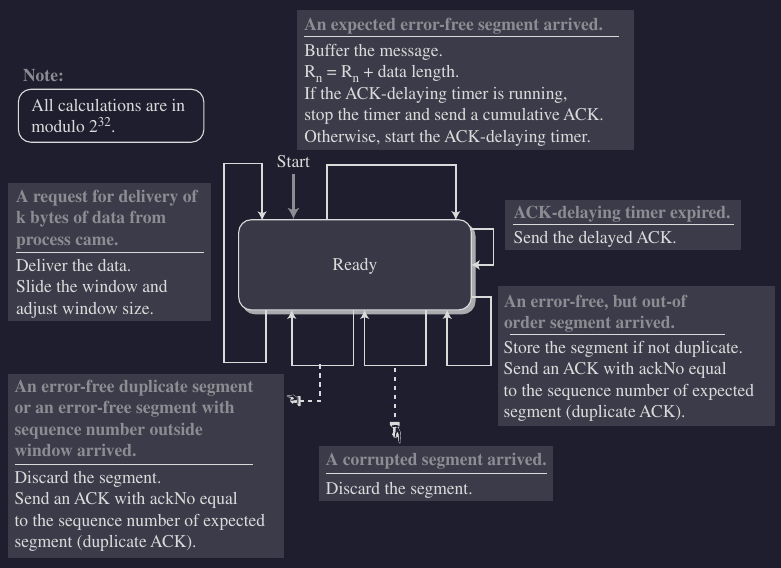 An expected error-free segment arrived.
Buffer the message.
Rn = Rn + data length.
If the ACK-delaying timer is running,
stop the timer and send a cumulative ACK.
Otherwise, start the ACK-delaying timer.
Note:
All calculations are in
modulo 2^32.
Start
A request for delivery of
k bytes of data from
process came.
Deliver the data.
Slide the window and
adjust window size.
ACK-delaying timer expired.
Send the delayed ACK.
Ready
An error-free, but out-of
order segment arrived.
Store the segment if not duplicate.
Send an ACK with ackNo equal
to the sequence number of expected
segment (duplicate ACK).
An error-free duplicate segment
or an error-free segment with
sequence number outside
window arrived.
Discard the segment.
Send an ACK with ackNo equal
to the sequence number of expected
segment (duplicate ACK).
A corrupted segment arrived.
Discard the segment.